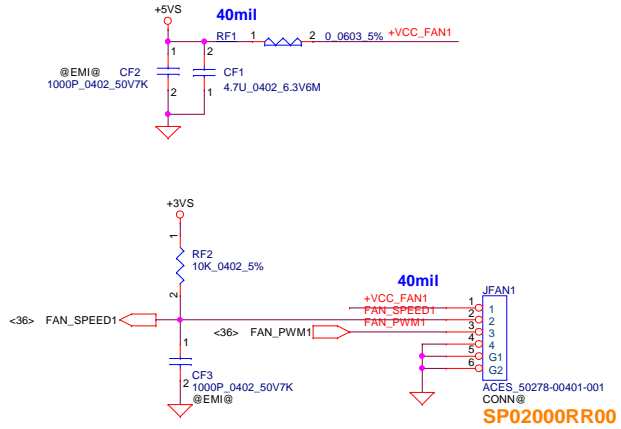 +5VS
40mil
RF1 1 2 0_0603_5% +VCC_FAN1
1 2
@EMI@ CF2 CF1
1000P_0402_50V7K 4.7U_0402_6.3V6M
2 1
+3VS
1
RF2
10K_0402_5%
2
40mil
JFAN1
+VCC_FAN1 1 1
<36> FAN_SPEED1 FAN_SPEED1 2 2
<36> FAN_PWM1 FAN_PWM1 3 3
4 4
5 G1
6 G2
1
CF3
2 1000P_0402_50V7K
@EMI@
ACES_50278-00401-001
CONN@
SP02000RR00